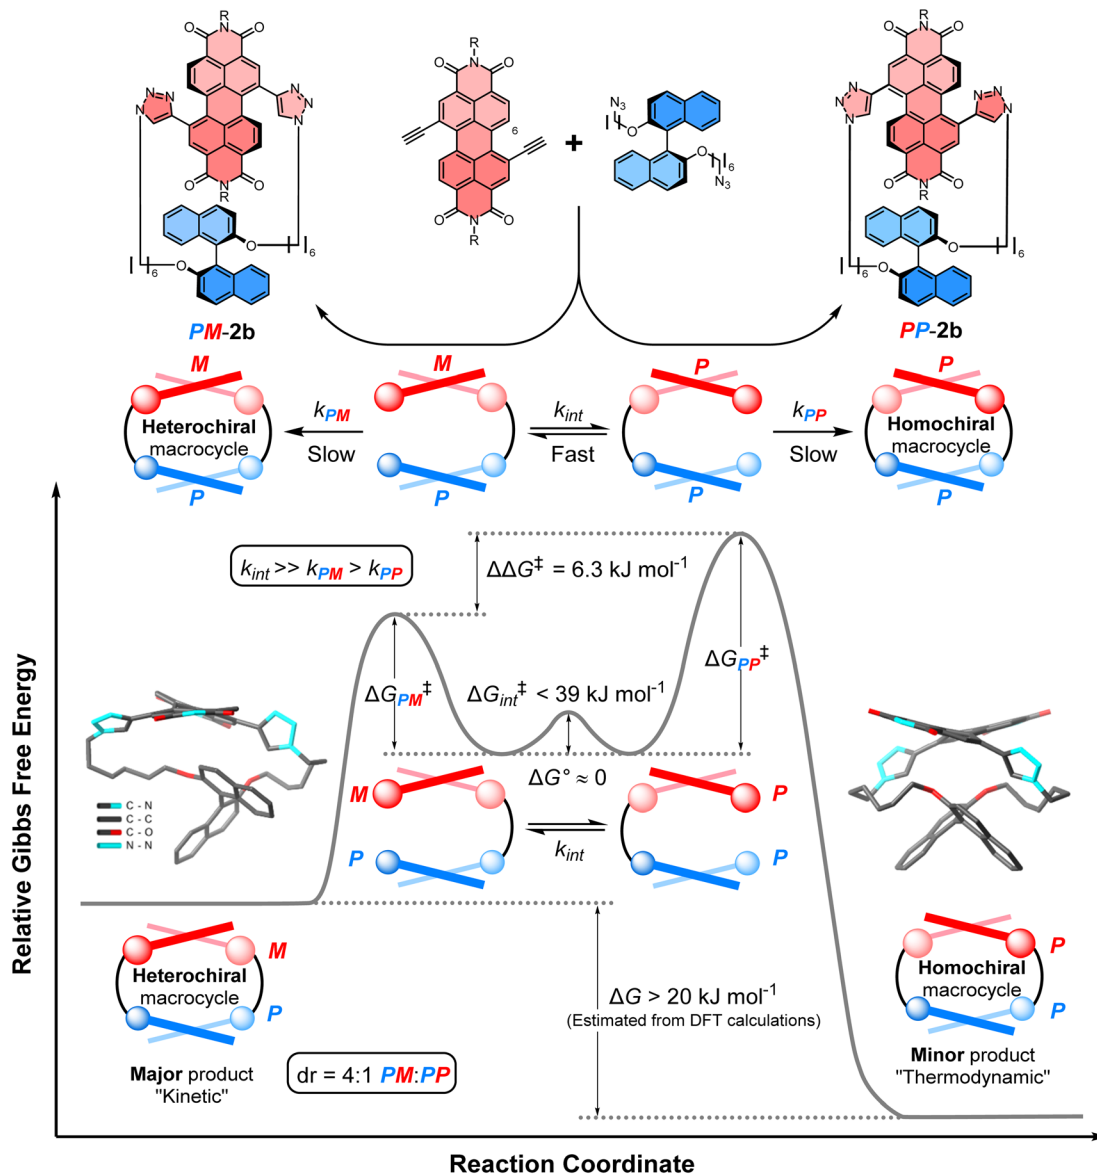 R
O N O
N N N
N N N
O N O
R
O
O
6
6
PM-2b
R
O N O
6
O N O
R
+
N3
O
O
6
N3
R
O N O
N N N
N N N
O N O
R
O
O
6
6
PP-2b
M
Heterochiral
macrocycle
P
kPM
Slow
M
P
kint
Fast
P
P
kPP
Slow
P
Homochiral
macrocycle
P
kint >> kPM > kPP
ΔΔG‡ = 6.3 kJ mol-1
ΔGPM‡
ΔGint‡ < 39 kJ mol-1
ΔGPP‡
ΔG° ≈ 0
M
P
kint
P
P
C - N
C - C
C - O
N - N
M
Heterochiral
macrocycle
P
Major product
"Kinetic"
dr = 4:1 PM:PP
ΔG > 20 kJ mol-1
(Estimated from DFT calculations)
P
Homochiral
macrocycle
P
Minor product
"Thermodynamic"
Relative Gibbs Free Energy
Reaction Coordinate